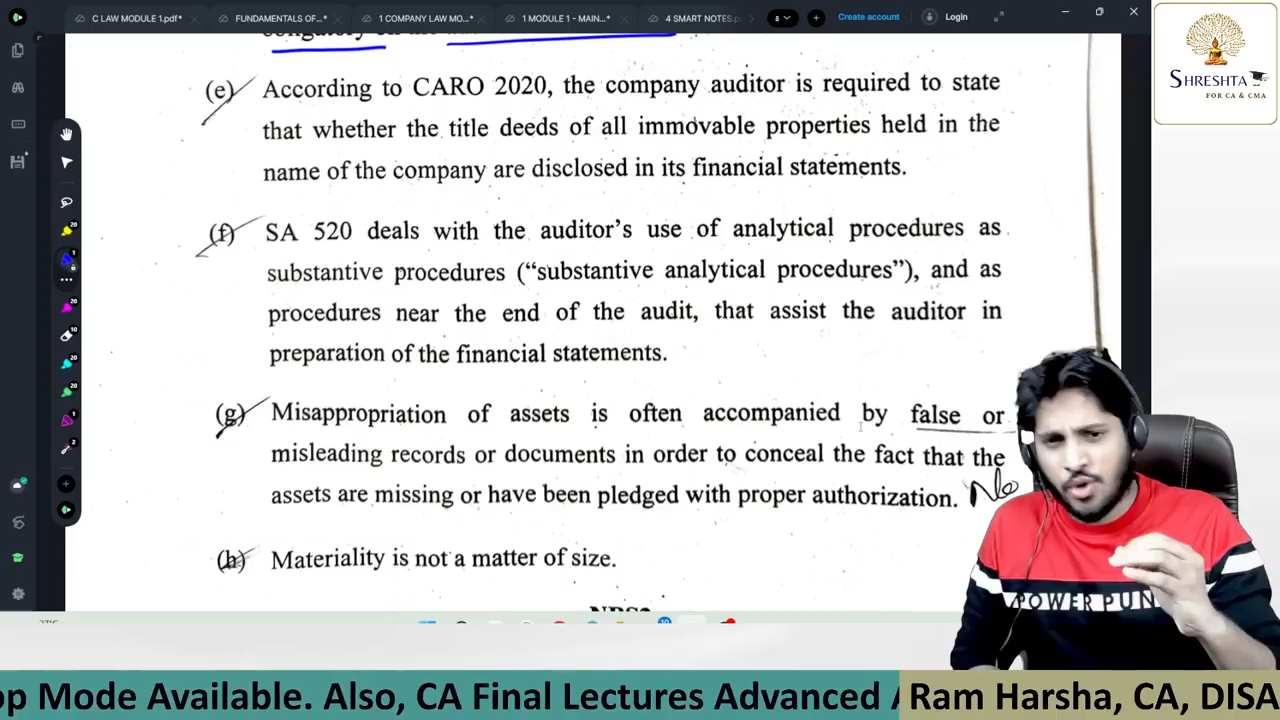 C LAW MODULE 1.pdf*
FUNDAMENTALS OF...*
1 COMPANY LAW MO...*
1 MODULE 1 - MAIN...*
4 SMART NOTES.p
8
Create account
Login
SHRESHTA
FOR CA & CMA
(e) According to CARO 2020, the company auditor is required to state
that whether the title deeds of all immovable properties held in the
name of the company are disclosed in its financial statements.
(f) SA 520 deals with the auditor's use of analytical procedures as
substantive procedures (“substantive analytical procedures”), and as
procedures near the end of the audit, that assist the auditor in
preparation of the financial statements.
(g) Misappropriation of assets is often accompanied by false or
misleading records or documents in order to conceal the fact that the
assets are missing or have been pledged with proper authorization.
(h) Materiality is not a matter of size.
POWER PUN
op Mode Available. Also, CA Final Lectures Advanced
Ram Harsha, CA, DISA